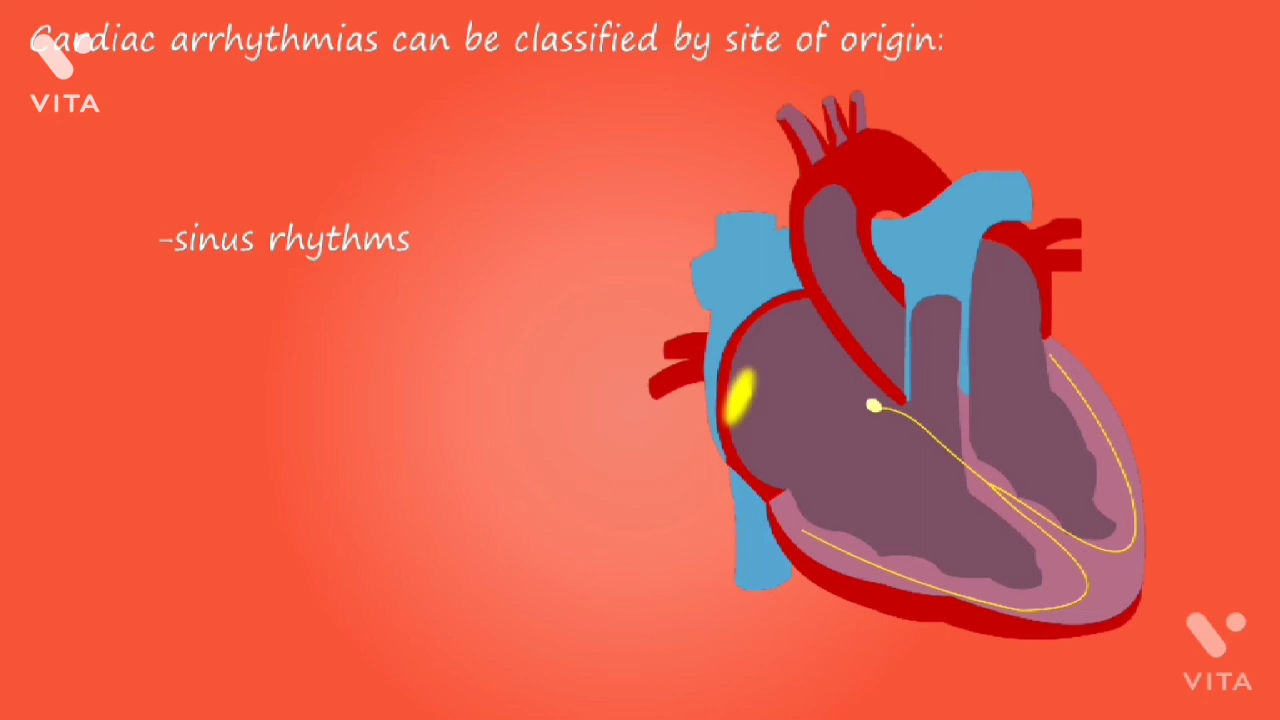 Cardiac arrhythmias can be classified by site of origin:
VITA
-sinus rhythms
VITA